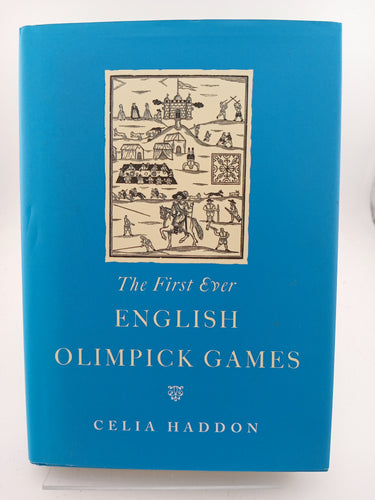 The First Ever
ENGLISH
OLIMPICK GAMES
CELIA HADDON